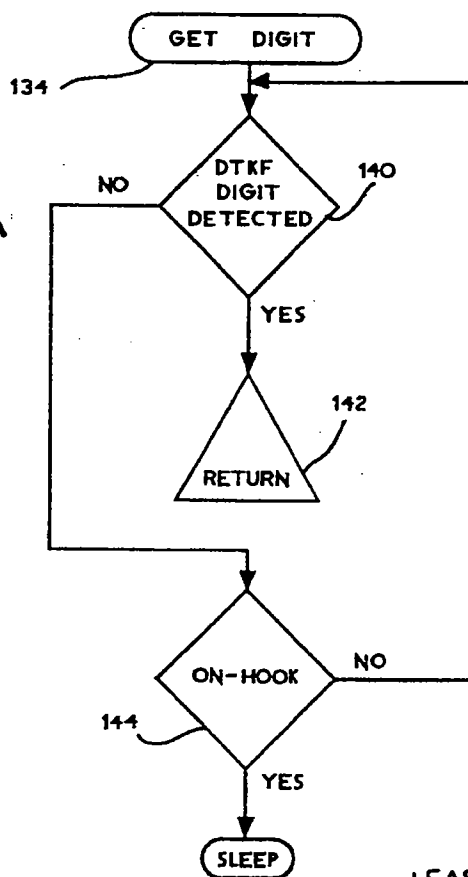 GET DIGIT
134
DTKF
DIGIT
DETECTED
140
NO
YES
RETURN
142
ON-HOOK
NO
144
YES
SLEEP